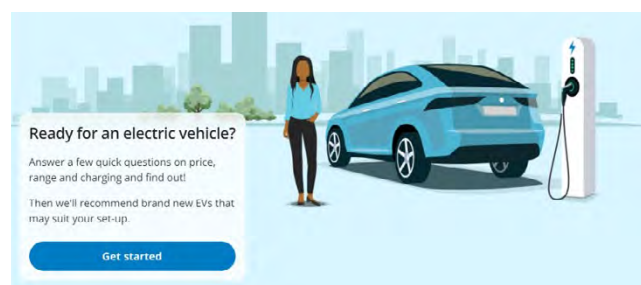 Ready for an electric vehicle?
Answer a few quick questions on price,
range and charging and find out!
Then we'll recommend brand new EVs that
may suit your set-up.
Get started